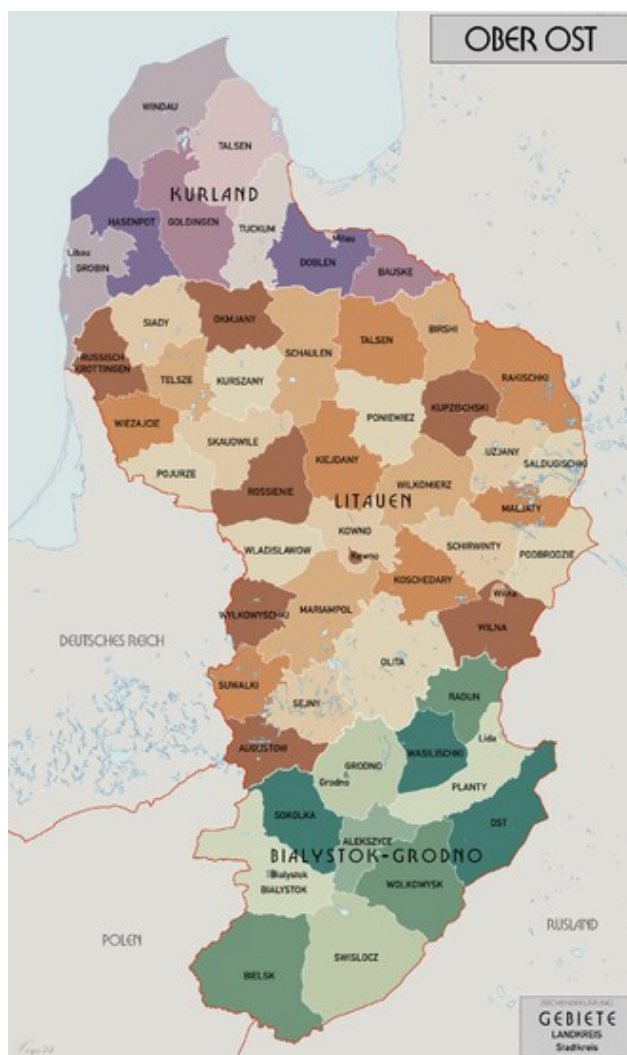 OBER OST
WINDAU
TALSEN
KURLAND
HASENPOT
GOLDINGEN
TUCKUM
Mitau
Libau
GROBIN
DOBLEN
BAUSKE
SIADY
OKMJANY
SCHAULEN
TALSEN
BIRSHI
RUSSISCH
KROTTINGEN
TELSZE
KURSZANY
RAKISCHKI
PONIEWIEZ
KUPZISCHSKI
WIEZAJCIE
SKAUDWILE
KIEJDANY
UZJANY
SALDUGISCHKI
POJURZE
ROSSIENIE
WILKOMIERZ
LITAUEN
MALJATY
KOWNO
Kowno
WLADISLAWOW
SCHIRWINTY
PODBRODZIE
KOSCHEDARY
WYLKOWYSCHKI
MARIAMPOL
Wilna
WILNA
DEUTSCHES REICH
OLITA
SUWALKI
SEJNY
RADUN
AUGUSTOW
WASILISCHKI
Lida
GRODNO
Grodno
PLANTY
SOKOLKA
OST
ALEKSZYCE
BIALYSTOK-GRODNO
Bialystok
BIALYSTOK
WOLKOWYSK
POLEN
RUSLAND
SWISLOCZ
BIELSK
ZEICHENERKLÄRUNG
GEBIETE
LANDKREIS
Stadtkreis